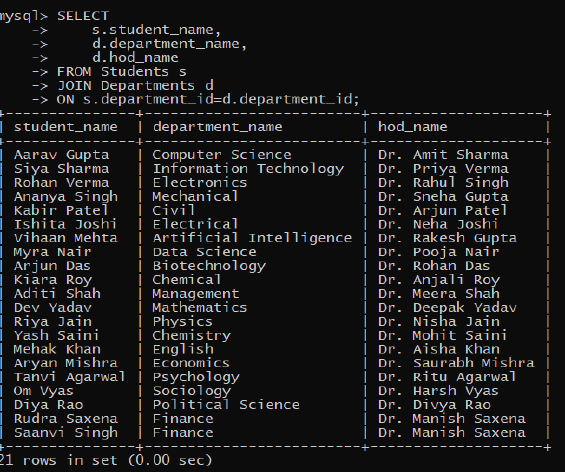 mysql> SELECT
    ->     s.student_name,
    ->     d.department_name,
    ->     d.hod_name
    -> FROM Students s
    -> JOIN Departments d
    -> ON s.department_id=d.department_id;
+---------------+-------------------------+--------------------+
| student_name  | department_name         | hod_name           |
+---------------+-------------------------+--------------------+
| Aarav Gupta   | Computer Science        | Dr. Amit Sharma    |
| Siya Sharma   | Information Technology  | Dr. Priya Verma    |
| Rohan Verma   | Electronics             | Dr. Rahul Singh    |
| Ananya Singh  | Mechanical              | Dr. Sneha Gupta    |
| Kabir Patel   | Civil                   | Dr. Arjun Patel    |
| Ishita Joshi  | Electrical              | Dr. Neha Joshi     |
| Vihaan Mehta  | Artificial Intelligence | Dr. Rakesh Gupta   |
| Myra Nair     | Data Science            | Dr. Pooja Nair     |
| Arjun Das     | Biotechnology           | Dr. Rohan Das      |
| Kiara Roy     | Chemical                | Dr. Anjali Roy     |
| Aditi Shah    | Management              | Dr. Meera Shah     |
| Dev Yadav     | Mathematics             | Dr. Deepak Yadav   |
| Riya Jain     | Physics                 | Dr. Nisha Jain     |
| Yash Saini    | Chemistry               | Dr. Mohit Saini    |
| Mehak Khan    | English                 | Dr. Aisha Khan     |
| Aryan Mishra  | Economics               | Dr. Saurabh Mishra |
| Tanvi Agarwal | Psychology              | Dr. Ritu Agarwal   |
| Om Vyas       | Sociology               | Dr. Harsh Vyas     |
| Diya Rao      | Political Science       | Dr. Divya Rao      |
| Rudra Saxena  | Finance                 | Dr. Manish Saxena  |
| Saanvi Singh  | Finance                 | Dr. Manish Saxena  |
+---------------+-------------------------+--------------------+
21 rows in set (0.00 sec)